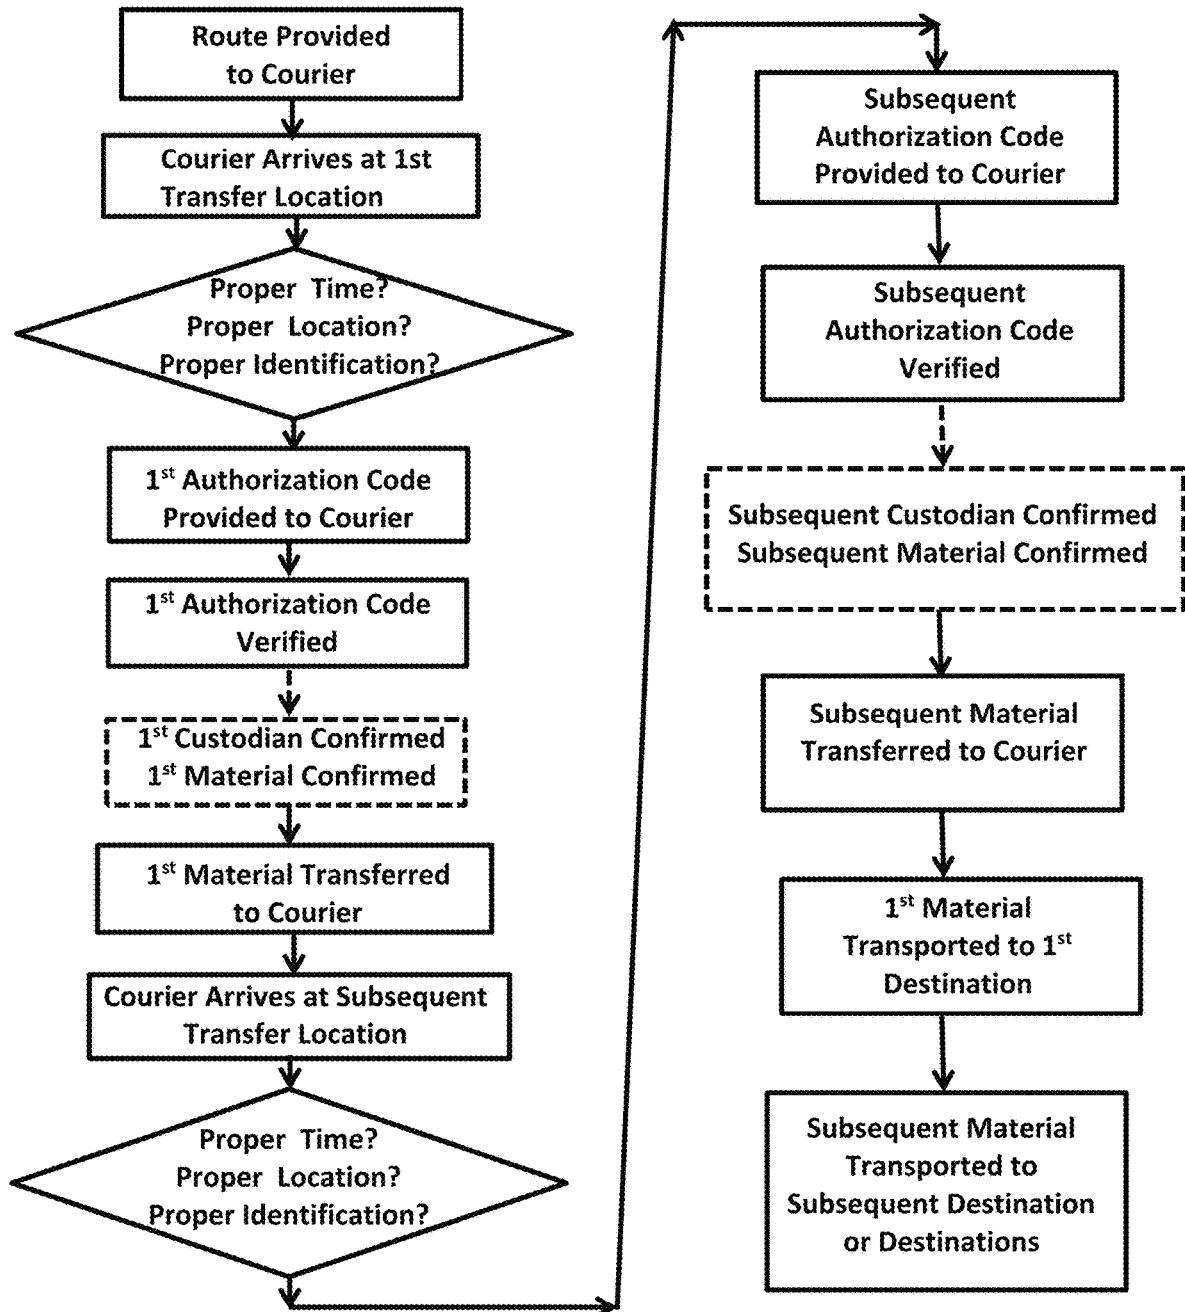 Route Provided
to Courier
Courier Arrives at 1st
Transfer Location
Proper Time?
Proper Location?
Proper Identification?
1st Authorization Code
Provided to Courier
1st Authorization Code
Verified
1st Custodian Confirmed
1st Material Confirmed
1st Material Transferred
to Courier
Courier Arrives at Subsequent
Transfer Location
Proper Time?
Proper Location?
Proper Identification?
Subsequent
Authorization Code
Provided to Courier
Subsequent
Authorization Code
Verified
Subsequent Custodian Confirmed
Subsequent Material Confirmed
Subsequent Material
Transferred to Courier
1st Material
Transported to 1st
Destination
Subsequent Material
Transported to
Subsequent Destination
or Destinations